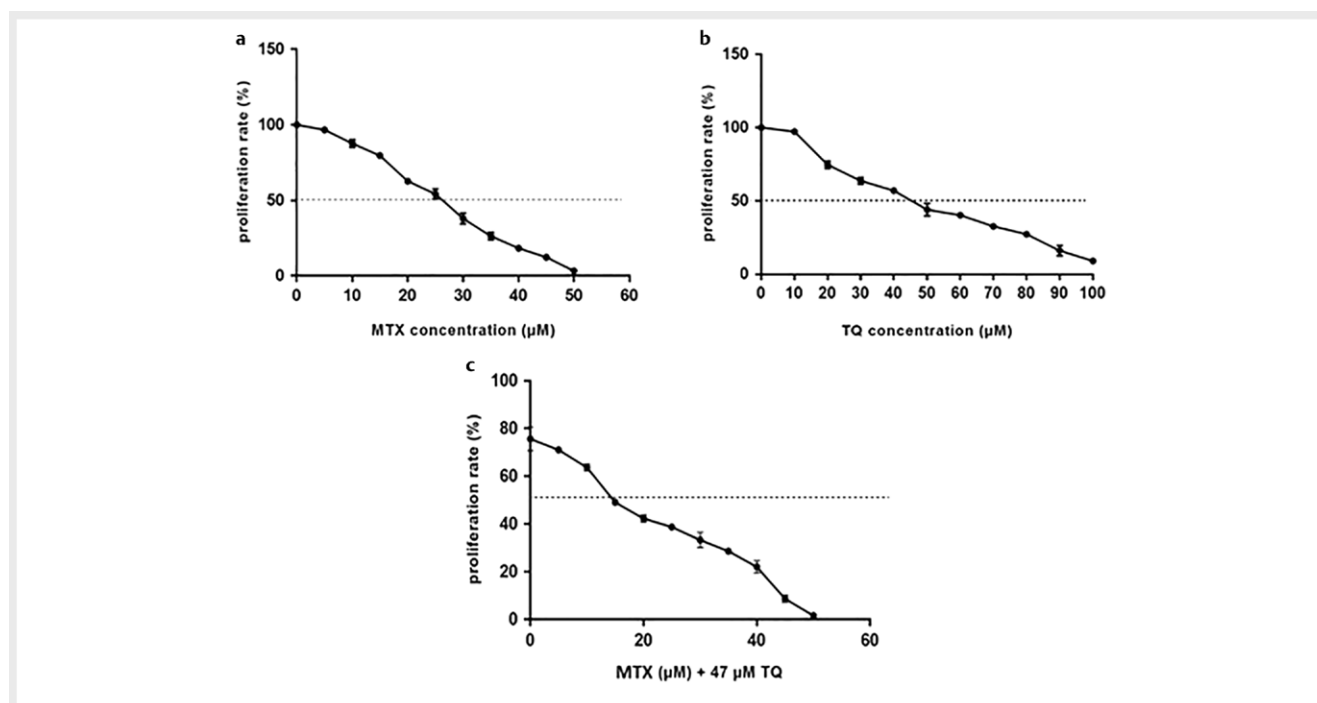 a
150
100
50
0
proliferation rate (%)
0 10 20 30 40 50 60
MTX concentration (µM)
b
150
100
50
0
proliferation rate (%)
0 10 20 30 40 50 60 70 80 90 100
TQ concentration (µM)
c
100
80
60
40
20
0
proliferation rate (%)
0 20 40 60
MTX (µM) + 47 µM TQ